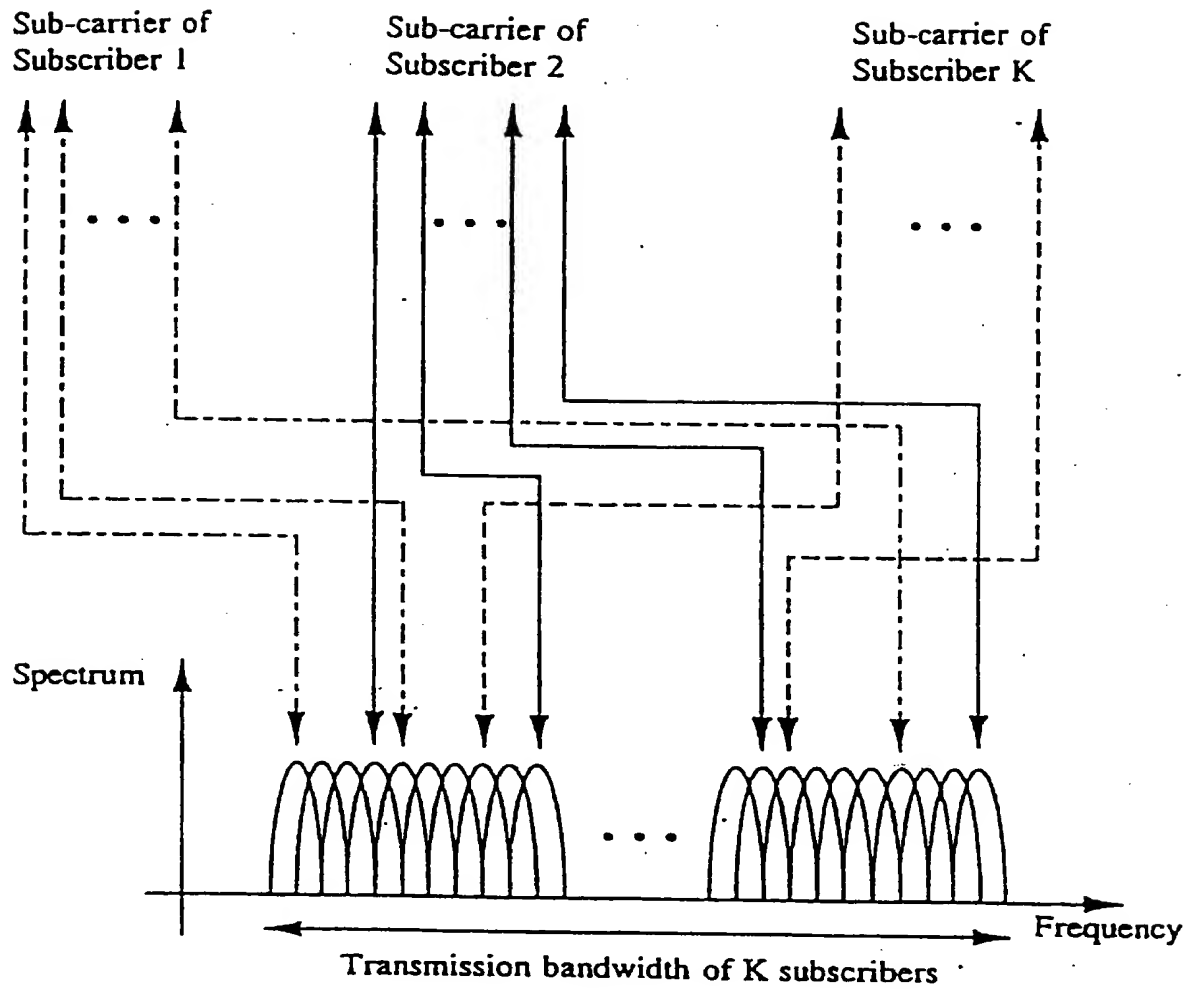 Sub-carrier of
Subscriber 1
Sub-carrier of
Subscriber 2
Sub-carrier of
Subscriber K
Spectrum
Frequency
Transmission bandwidth of K subscribers